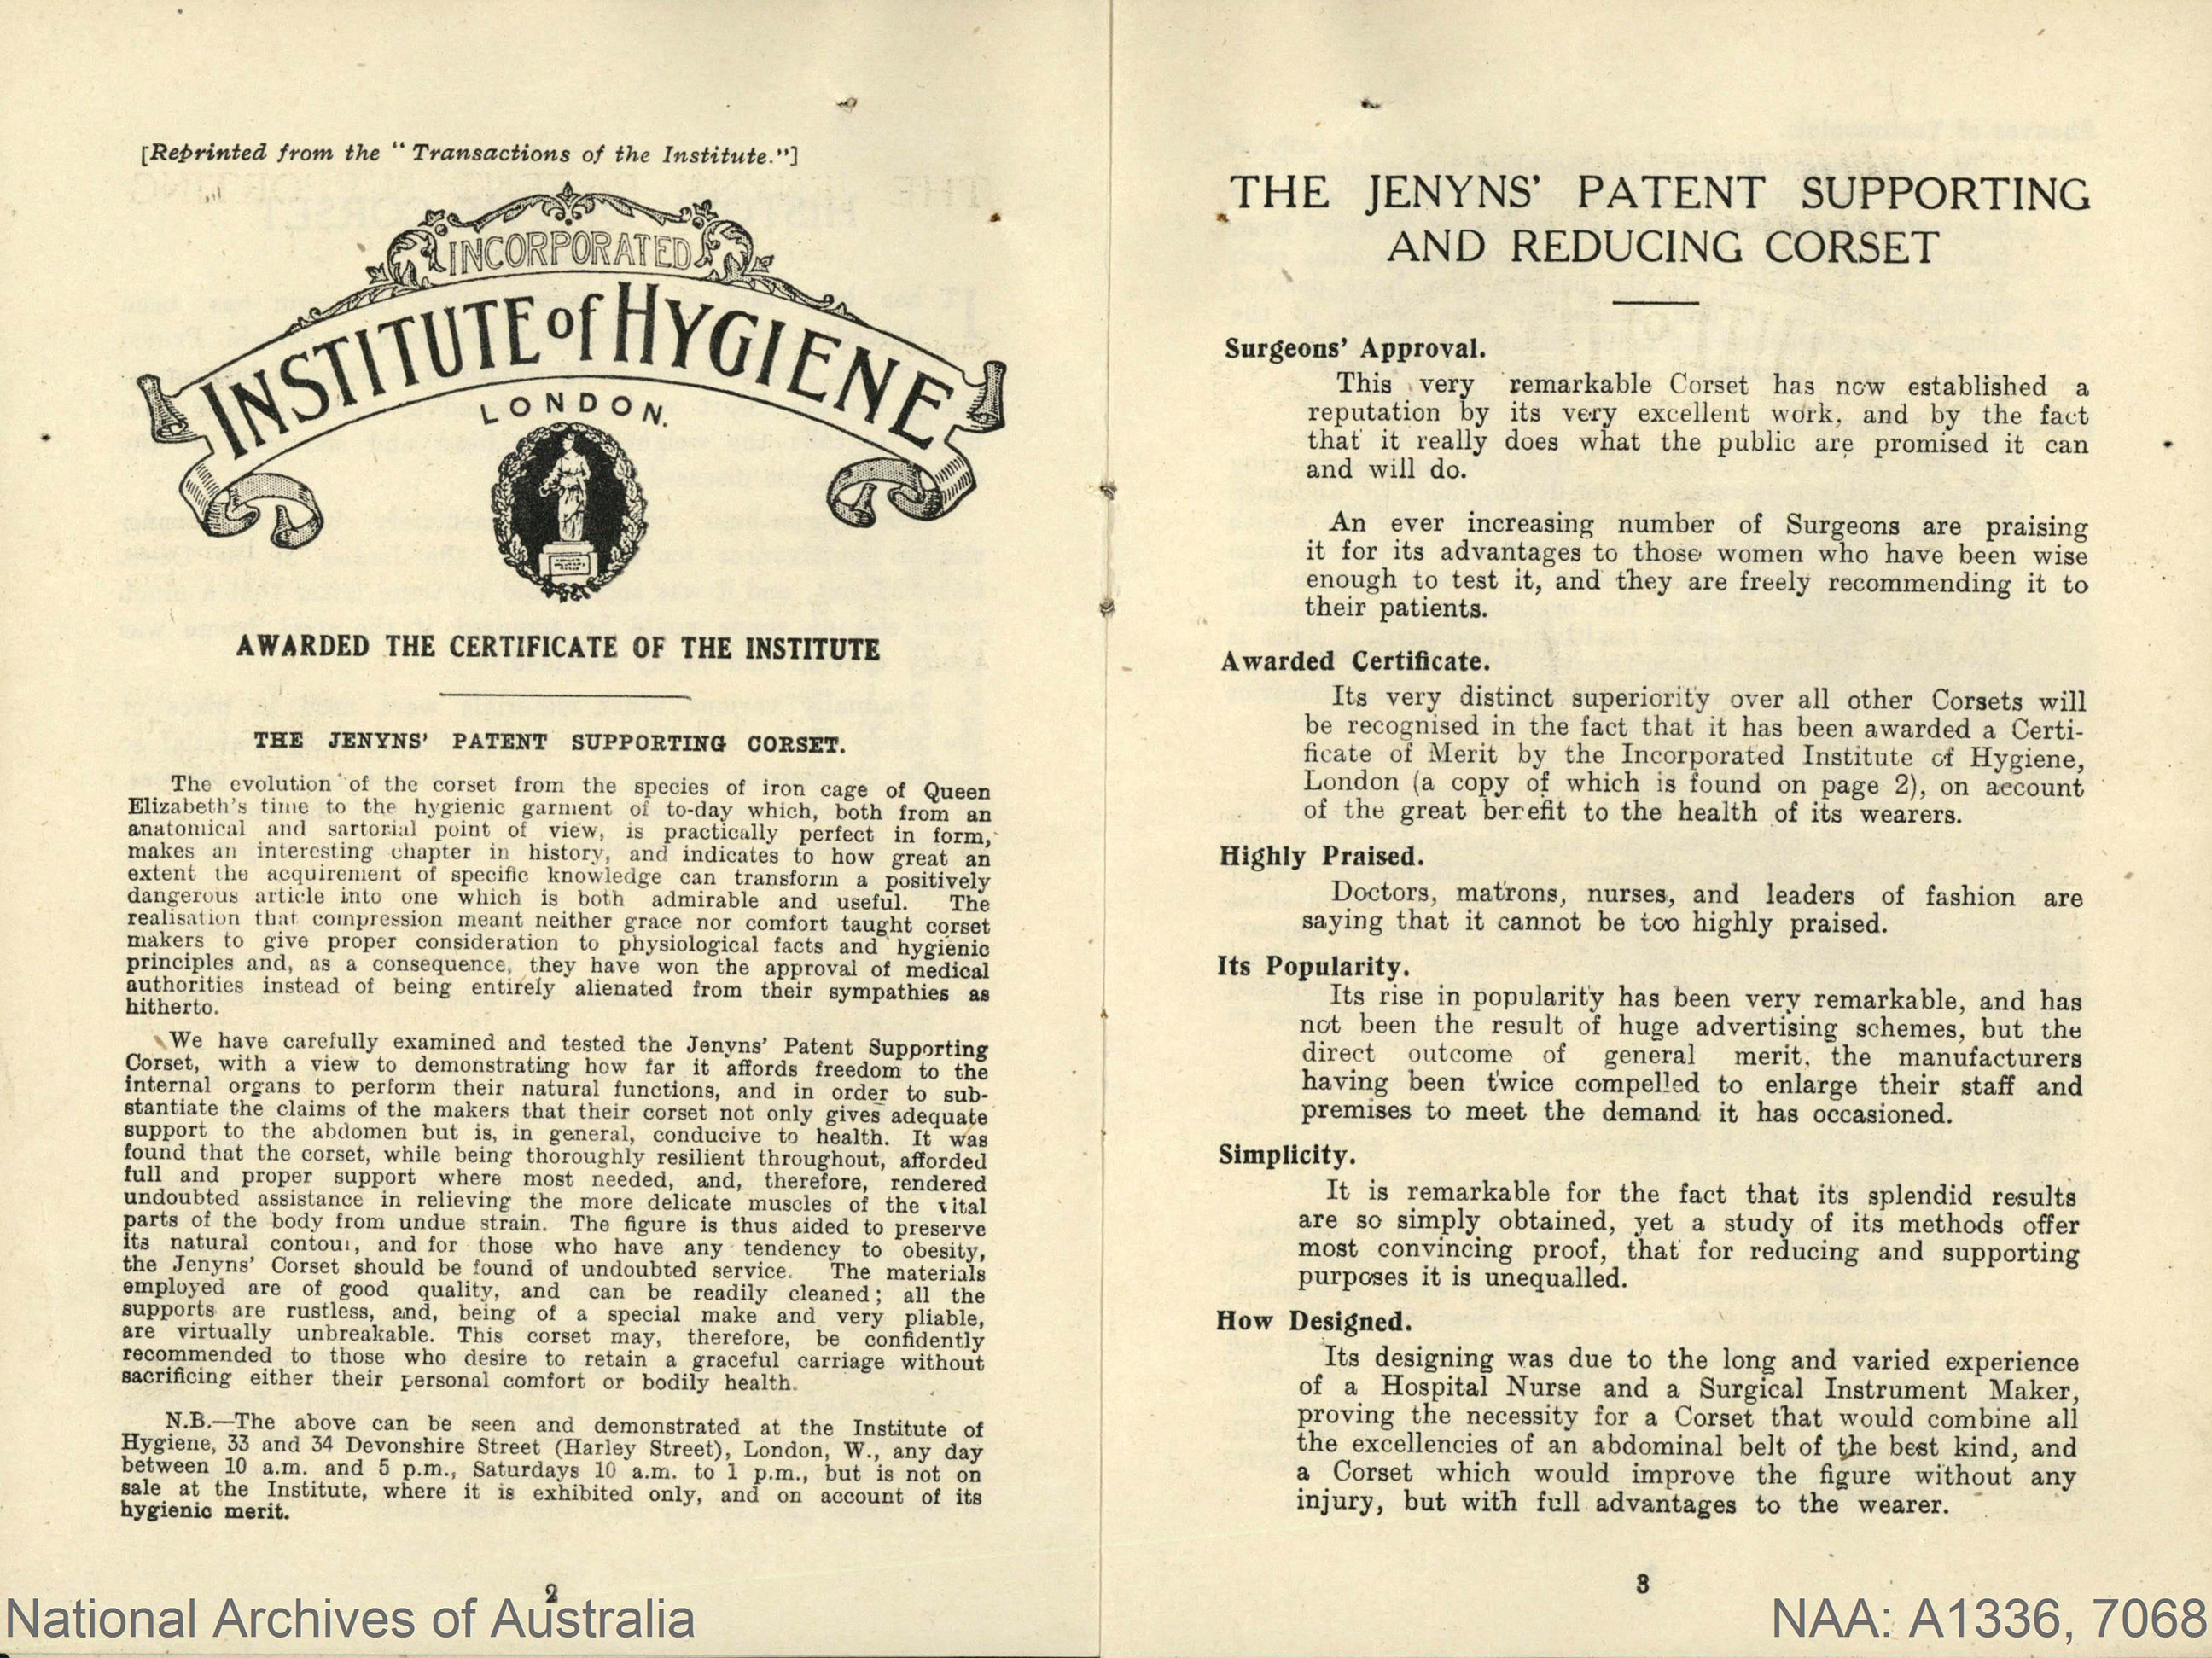 [Reprinted from the "Transactions of the Institute."]
INCORPORATED
INSTITUTE of HYGIENE
LONDON.
AWARDED THE CERTIFICATE OF THE INSTITUTE
THE JENYNS' PATENT SUPPORTING CORSET.
The evolution of the corset from the species of iron cage of Queen
Elizabeth's time to the hygienic garment of to-day which, both from an
anatomical and sartorial point of view, is practically perfect in form,
makes an interesting chapter in history, and indicates to how great an
extent the acquirement of specific knowledge can transform a positively
dangerous article into one which is both admirable and useful. The
realisation that compression meant neither grace nor comfort taught corset
makers to give proper consideration to physiological facts and hygienic
principles and, as a consequence, they have won the approval of medical
authorities instead of being entirely alienated from their sympathies as
hitherto.
We have carefully examined and tested the Jenyns' Patent Supporting
Corset, with a view to demonstrating how far it affords freedom to the
internal organs to perform their natural functions, and in order to sub-
stantiate the claims of the makers that their corset not only gives adequate
support to the abdomen but is, in general, conducive to health. It was
found that the corset, while being thoroughly resilient throughout, afforded
full and proper support where most needed, and, therefore, rendered
undoubted assistance in relieving the more delicate muscles of the vital
parts of the body from undue strain. The figure is thus aided to preserve
its natural contour, and for those who have any tendency to obesity,
the Jenyns' Corset should be found of undoubted service. The materials
employed are of good quality, and can be readily cleaned; all the
supports are rustless, and, being of a special make and very pliable,
are virtually unbreakable. This corset may, therefore, be confidently
recommended to those who desire to retain a graceful carriage without
sacrificing either their personal comfort or bodily health.
N.B.—The above can be seen and demonstrated at the Institute of
Hygiene, 33 and 34 Devonshire Street (Harley Street), London, W., any day
between 10 a.m. and 5 p.m., Saturdays 10 a.m. to 1 p.m., but is not on
sale at the Institute, where it is exhibited only, and on account of its
hygienic merit.
2
THE JENYNS' PATENT SUPPORTING
AND REDUCING CORSET
Surgeons' Approval.
This very remarkable Corset has now established a
reputation by its very excellent work, and by the fact
that it really does what the public are promised it can
and will do.
An ever increasing number of Surgeons are praising
it for its advantages to those women who have been wise
enough to test it, and they are freely recommending it to
their patients.
Awarded Certificate.
Its very distinct superiority over all other Corsets will
be recognised in the fact that it has been awarded a Certi-
ficate of Merit by the Incorporated Institute of Hygiene,
London (a copy of which is found on page 2), on account
of the great benefit to the health of its wearers.
Highly Praised.
Doctors, matrons, nurses, and leaders of fashion are
saying that it cannot be too highly praised.
Its Popularity.
Its rise in popularity has been very remarkable, and has
not been the result of huge advertising schemes, but the
direct outcome of general merit, the manufacturers
having been twice compelled to enlarge their staff and
premises to meet the demand it has occasioned.
Simplicity.
It is remarkable for the fact that its splendid results
are so simply obtained, yet a study of its methods offer
most convincing proof, that for reducing and supporting
purposes it is unequalled.
How Designed.
Its designing was due to the long and varied experience
of a Hospital Nurse and a Surgical Instrument Maker,
proving the necessity for a Corset that would combine all
the excellencies of an abdominal belt of the best kind, and
a Corset which would improve the figure without any
injury, but with full advantages to the wearer.
3
National Archives of Australia
NAA: A1336, 7068